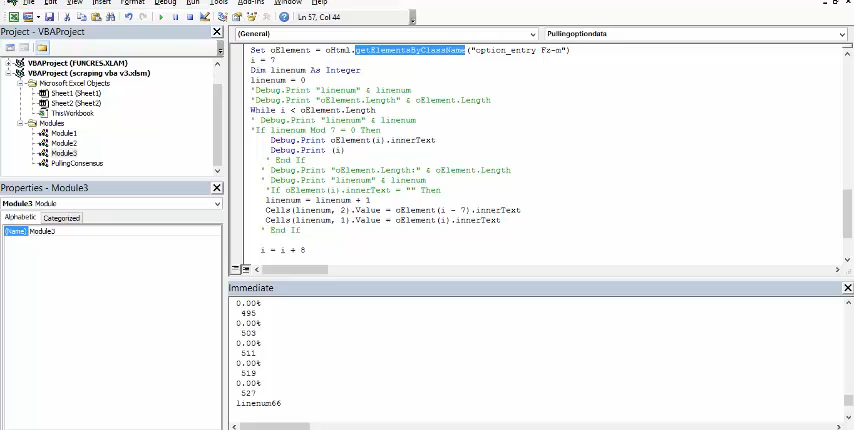 File Edit View Insert Format Debug Run Tools Add-Ins Window Help
Ln 57, Col 44
Project - VBAProject
(General)
Pullingoptiondata
VBAProject (FUNCRES.XLAM)
VBAProject (scraping vba v3.xlsm)
Microsoft Excel Objects
Sheet1 (Sheet1)
Sheet2 (Sheet2)
ThisWorkbook
Modules
Module1
Module2
Module3
PullingConsensus
Properties - Module3
Module3 Module
Alphabetic Categorized
(Name) Module3
Set oElement = oHtml.getElementsByClassName("option_entry Fz-m")
i = 7
Dim linenum As Integer
linenum = 0
'Debug.Print "linenum" & linenum
'Debug.Print "oElement.Length" & oElement.Length
While i < oElement.Length
' Debug.Print "linenum" & linenum
'If linenum Mod 7 = 0 Then
Debug.Print oElement(i).innerText
Debug.Print (i)
' End If
' Debug.Print "oElement.Length:" & oElement.Length
' Debug.Print "linenum" & linenum
'If oElement(i).innerText = "" Then
linenum = linenum + 1
Cells(linenum, 2).Value = oElement(i - 7).innerText
Cells(linenum, 1).Value = oElement(i).innerText
' End If
i = i + 8
Immediate
0.00%
495
0.00%
503
0.00%
511
0.00%
519
0.00%
527
linenum66